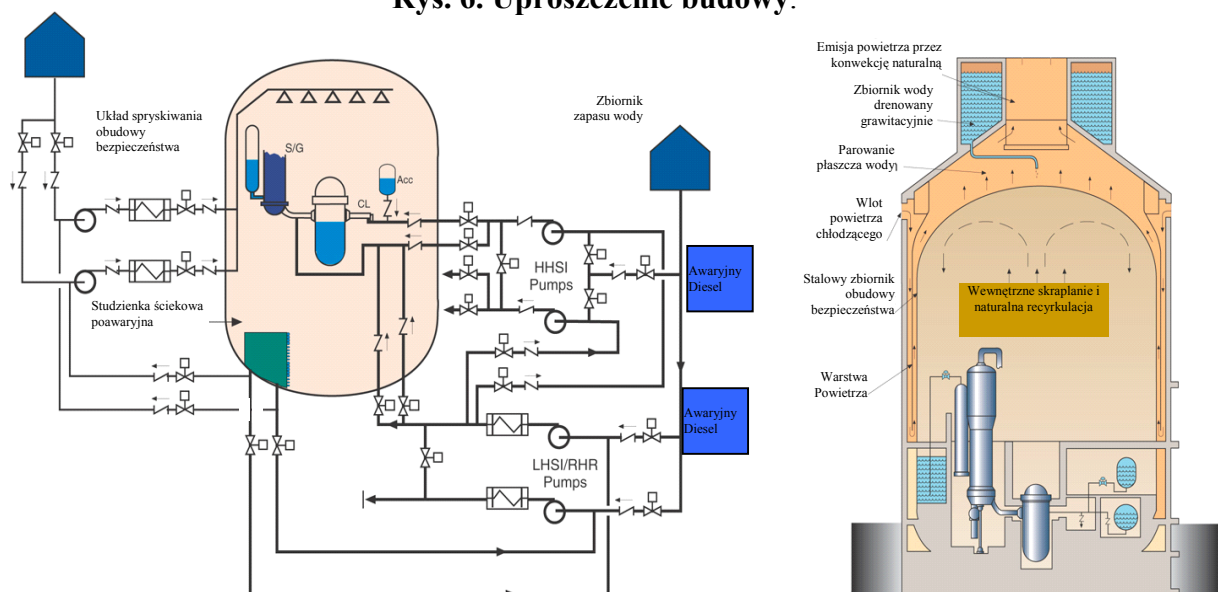 Rys. 6. Uproszczenie budowy.
Układ spryskiwania
obudowy
bezpieczeństwa
S/G
Acc
CL
Studzienka ściekowa
poawaryjna
HHSI
Pumps
LHSI/RHR
Pumps
Zbiornik
zapasu wody
Awaryjny
Diesel
Awaryjny
Diesel
Emisja powietrza przez
konwekcję naturalną
Zbiornik wody
drenowany
grawitacyjnie
Parowanie
płaszcza wody
Wlot
powietrza
chłodzącego
Stalowy zbiornik
obudowy
bezpieczeństwa
Wewnętrzne skraplanie i
naturalna recyrkulacja
Warstwa
Powietrza